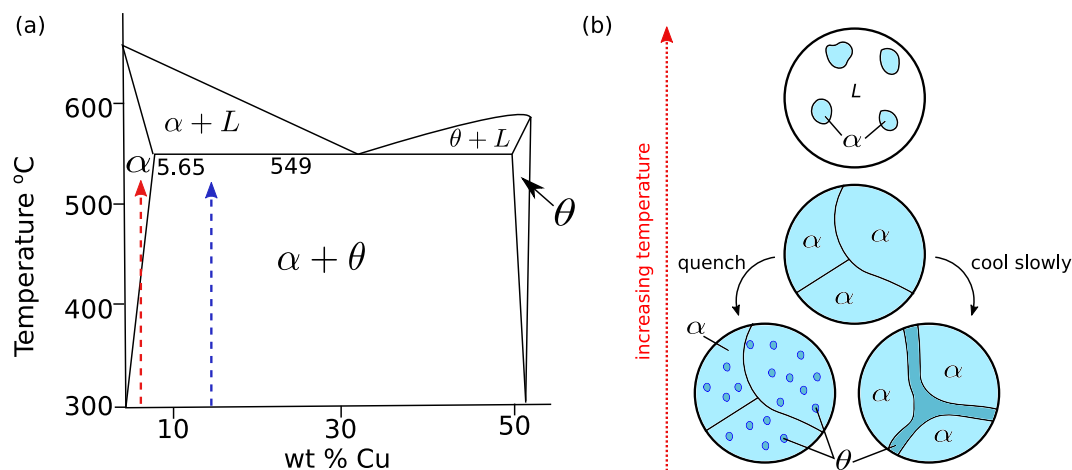 (a)
Temperature °C
600
500
400
300
10
30
50
wt % Cu
α + L
θ + L
α
5.65
549
θ
α + θ
(b)
increasing temperature
L
α
α
α
α
quench
cool slowly
α
θ
α
α
α